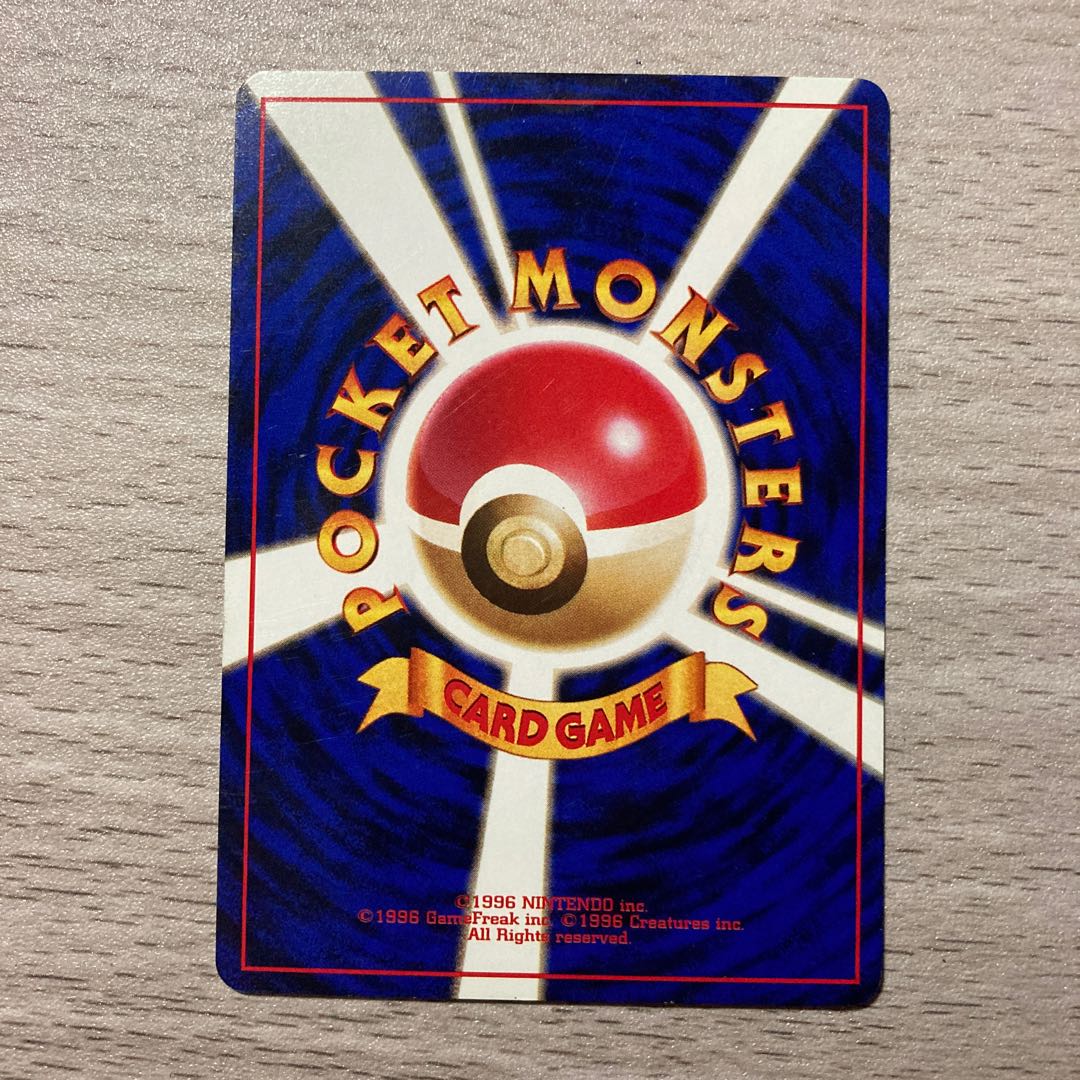 POCKET MONSTERS
CARD GAME
©1996 NINTENDO inc.
©1996 GameFreak inc. ©1996 Creatures inc.
All Rights reserved.